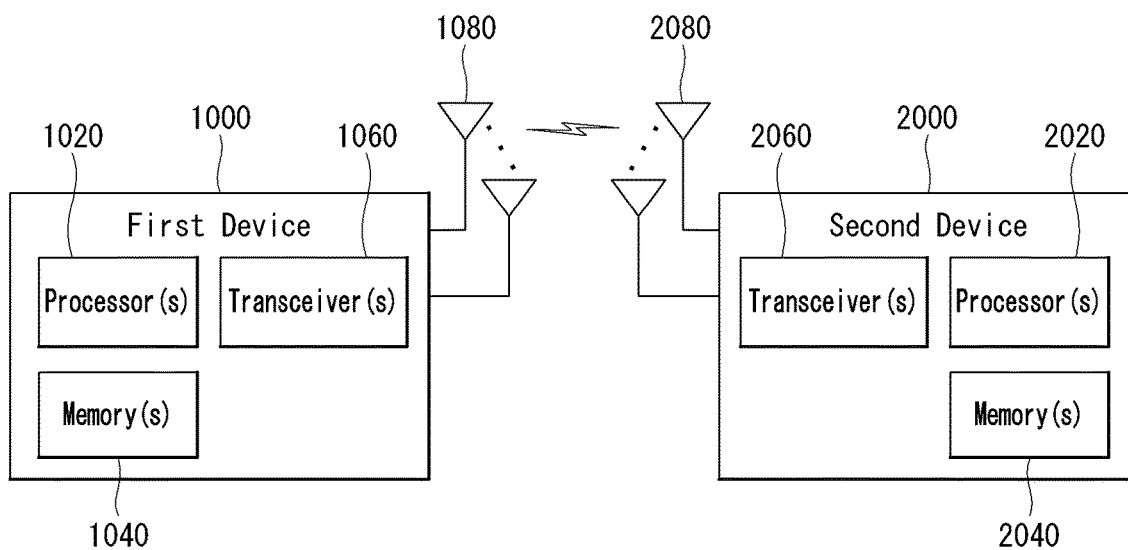 1080
2080
1000
2000
1020
1060
2060
2020
First Device
Second Device
Processor(s)
Transceiver(s)
Transceiver(s)
Processor(s)
Memory(s)
Memory(s)
1040
2040